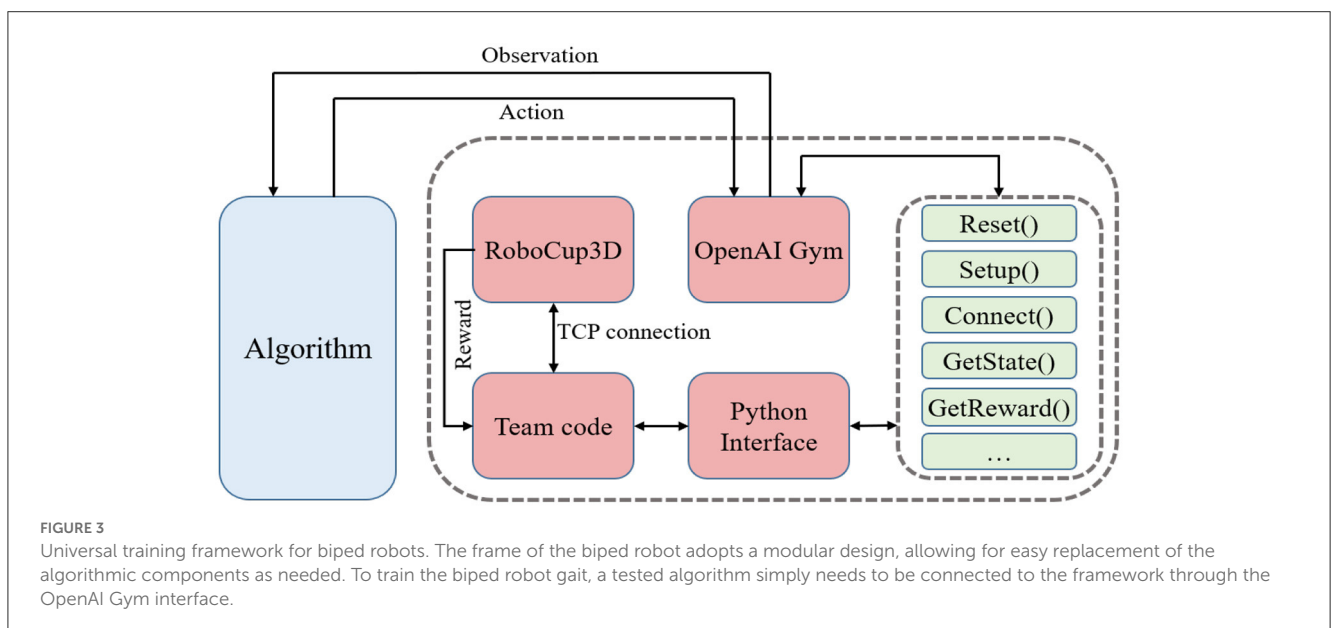 Observation
Action
Algorithm
RoboCup3D
OpenAI Gym
Reward
TCP connection
Team code
Python
Interface
Reset()
Setup()
Connect()
GetState()
GetReward()
…
FIGURE 3
Universal training framework for biped robots. The frame of the biped robot adopts a modular design, allowing for easy replacement of the
algorithmic components as needed. To train the biped robot gait, a tested algorithm simply needs to be connected to the framework through the
OpenAI Gym interface.